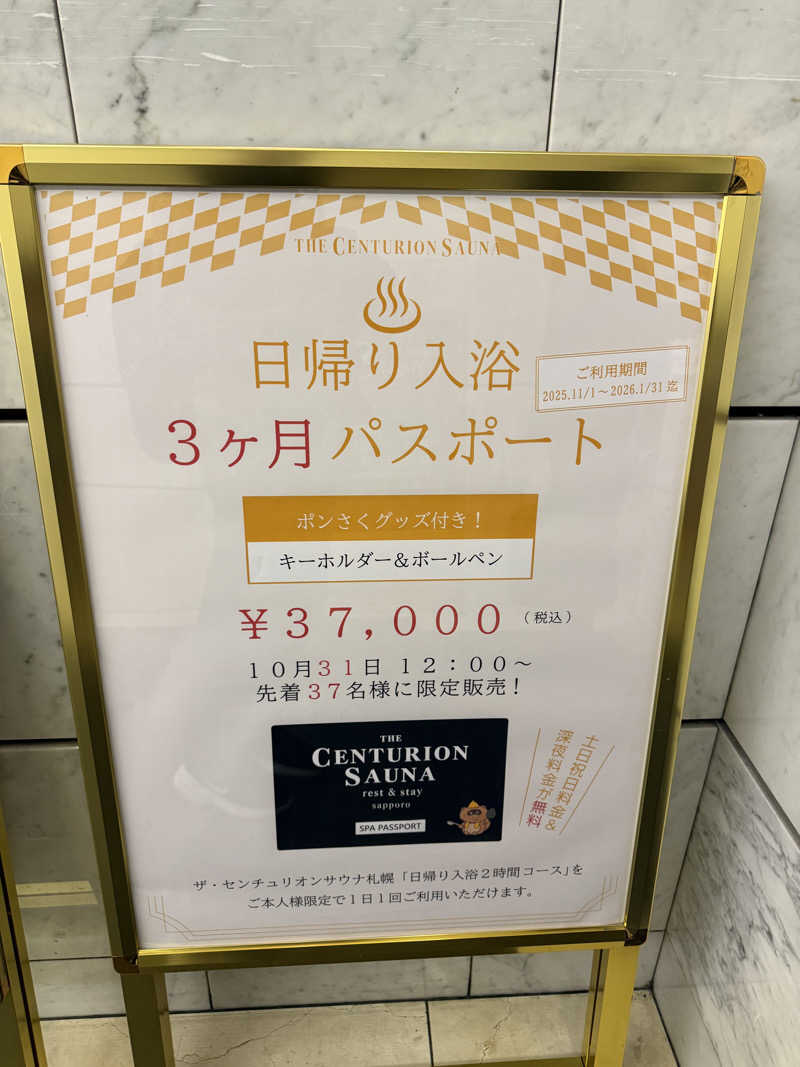 THE CENTURION SAUNA
日帰り入浴
ご利用期間
2025.11/1～2026.1/31 迄
３ヶ月パスポート
ポンさくグッズ付き！
キーホルダー＆ボールペン
￥３７,０００（税込）
１０月３１日 １２：００～
先着３７名様に限定販売！
THE
CENTURION
SAUNA
rest & stay
sapporo
SPA PASSPORT
土日祝日料金&
深夜料金が無料
ザ・センチュリオンサウナ札幌「日帰り入浴２時間コース」を
ご本人様限定で１日１回ご利用いただけます。